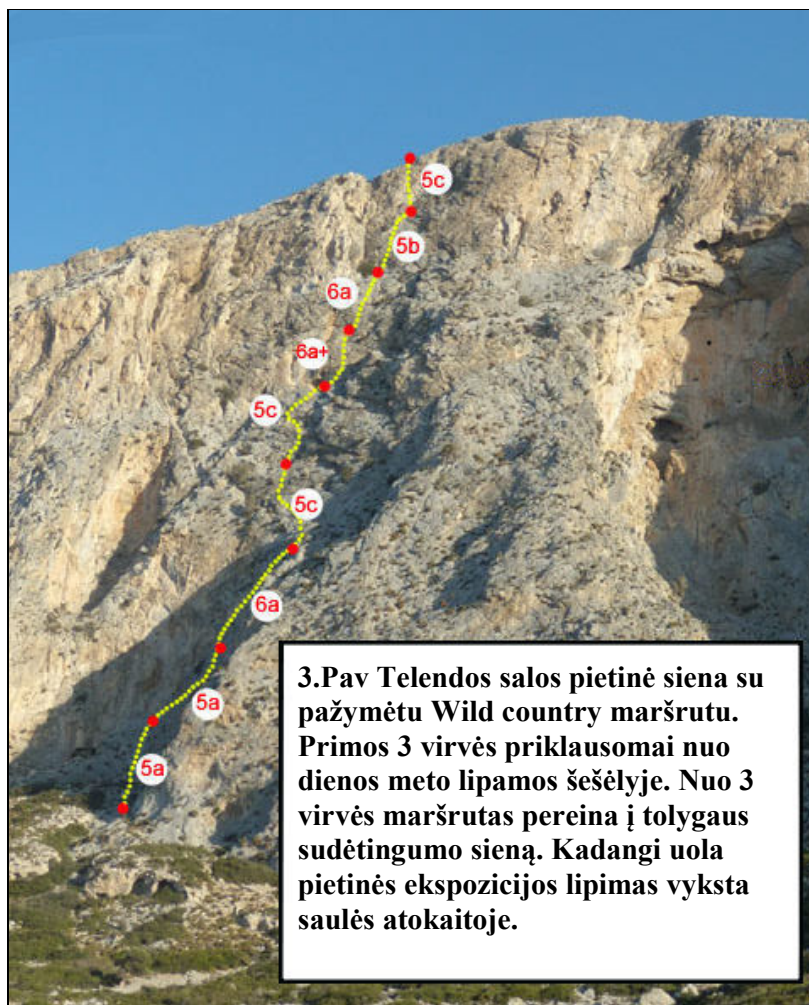 5c
5b
6a
6a+
5c
5c
6a
5a
5a
3.Pav Telendos salos pietinė siena su
pažymėtu Wild country maršrutu.
Primos 3 virvės priklausomai nuo
dienos meto lipamos šešėlyje. Nuo 3
virvės maršrutas pereina į tolygaus
sudėtingumo sieną. Kadangi uola
pietinės ekspozicijos lipimas vyksta
saulės atokaitoje.